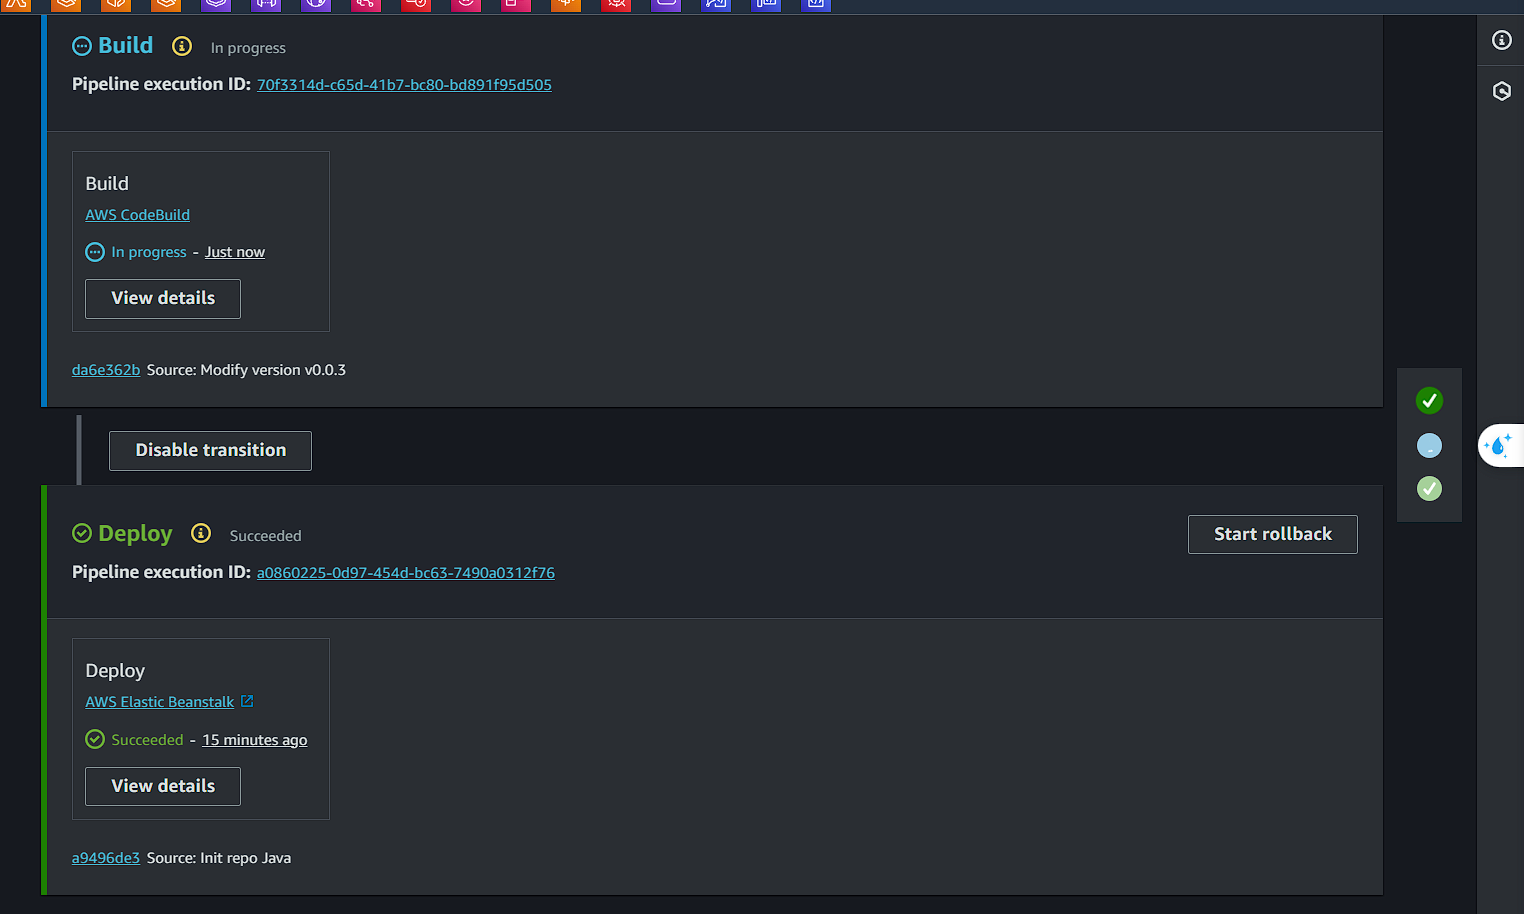 Build In progress
Pipeline execution ID: 70f3314d-c65d-41b7-bc80-bd891f95d505
Build
AWS CodeBuild
In progress - Just now
View details
da6e362b Source: Modify version v0.0.3
Disable transition
Deploy Succeeded
Start rollback
Pipeline execution ID: a0860225-0d97-454d-bc63-7490a0312f76
Deploy
AWS Elastic Beanstalk
Succeeded - 15 minutes ago
View details
a9496de3 Source: Init repo Java